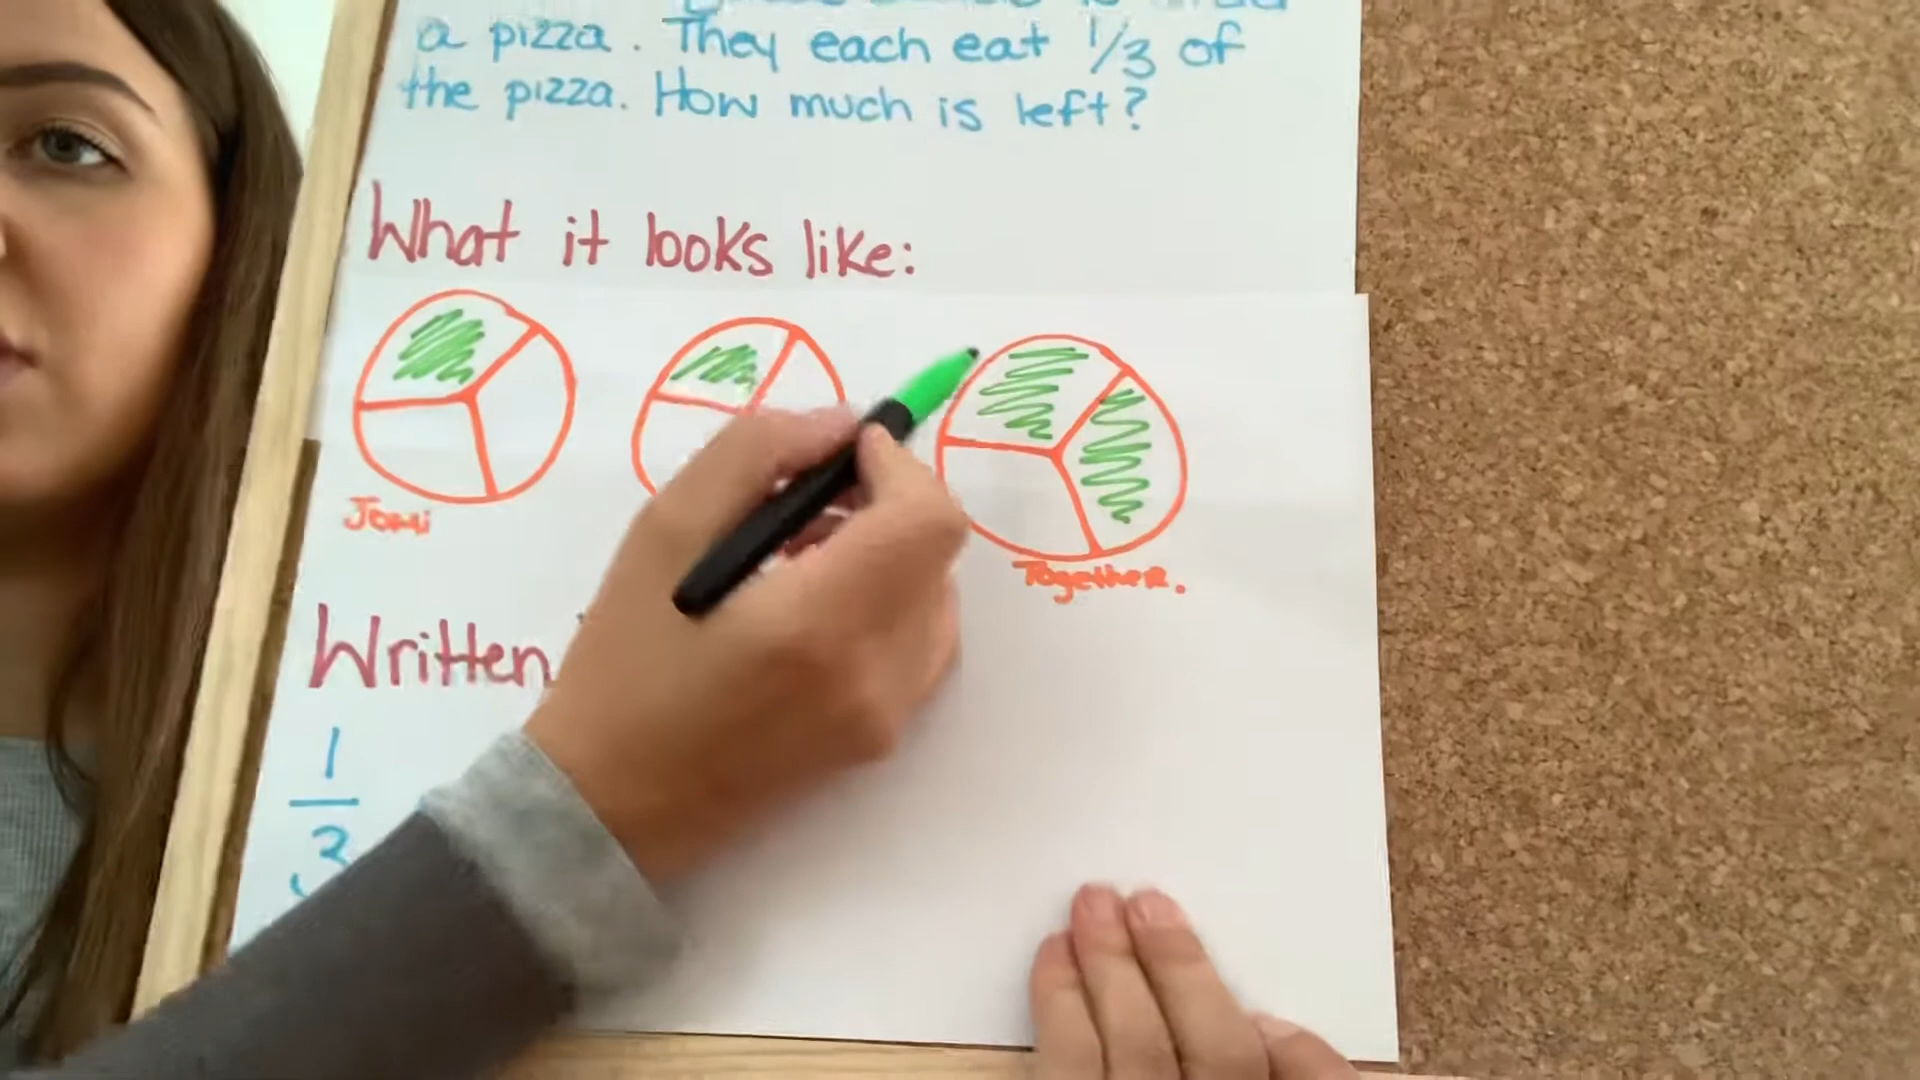 a pizza. They each eat 1/3 of
the pizza. How much is left?
What it looks like:
Jomi
Together.
Written
1
3